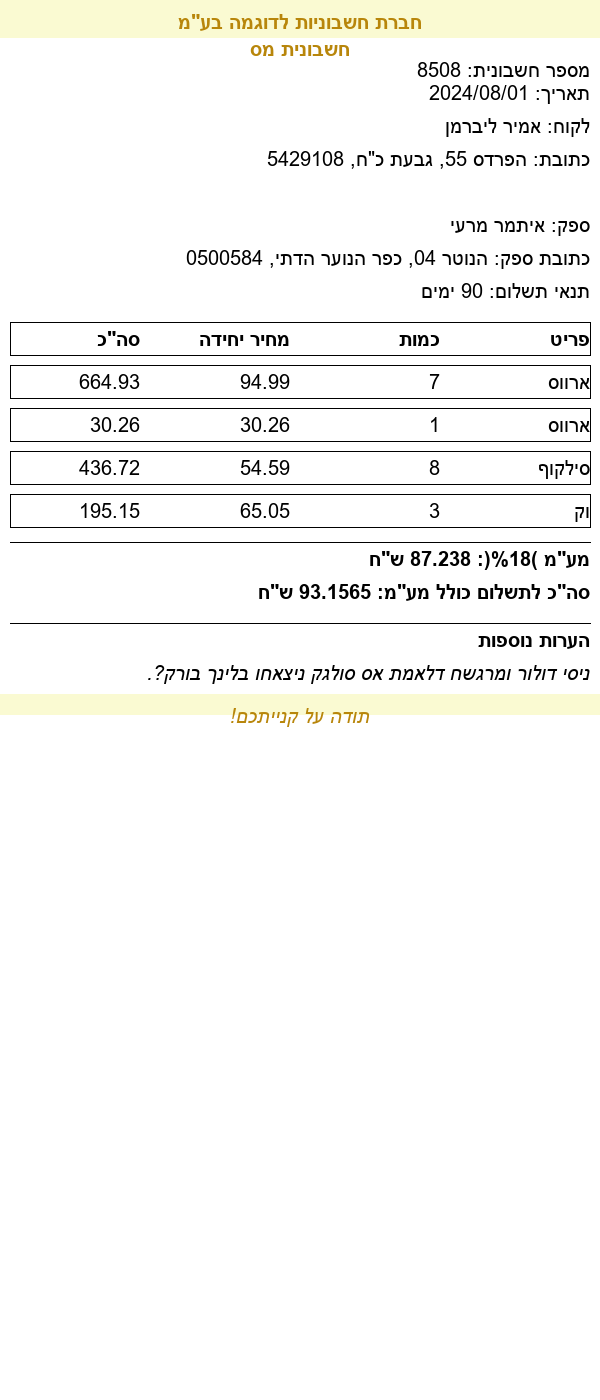 חברת חשבוניות לדוגמה בע"מ
חשבונית מס
מספר חשבונית: 8508
תאריך: 2024/08/01
לקוח: אמיר ליברמן
כתובת: הפרדס 55, גבעת כ"ח, 5429108
ספק: איתמר מרעי
כתובת ספק: הנוטר 04, כפר הנוער הדתי, 0500584
תנאי תשלום: 90 ימים
פריט כמות מחיר יחידה סה"כ
ארווס 7 94.99 664.93
ארווס 1 30.26 30.26
סילקוף 8 54.59 436.72
וק 3 65.05 195.15
מע"מ )18%(: 87.238 ש"ח
סה"כ לתשלום כולל מע"מ: 93.1565 ש"ח
הערות נוספות
ניסי דולור ומרגשח דלאמת אס סולגק ניצאחו בלינך בורק?.
תודה על קנייתכם!